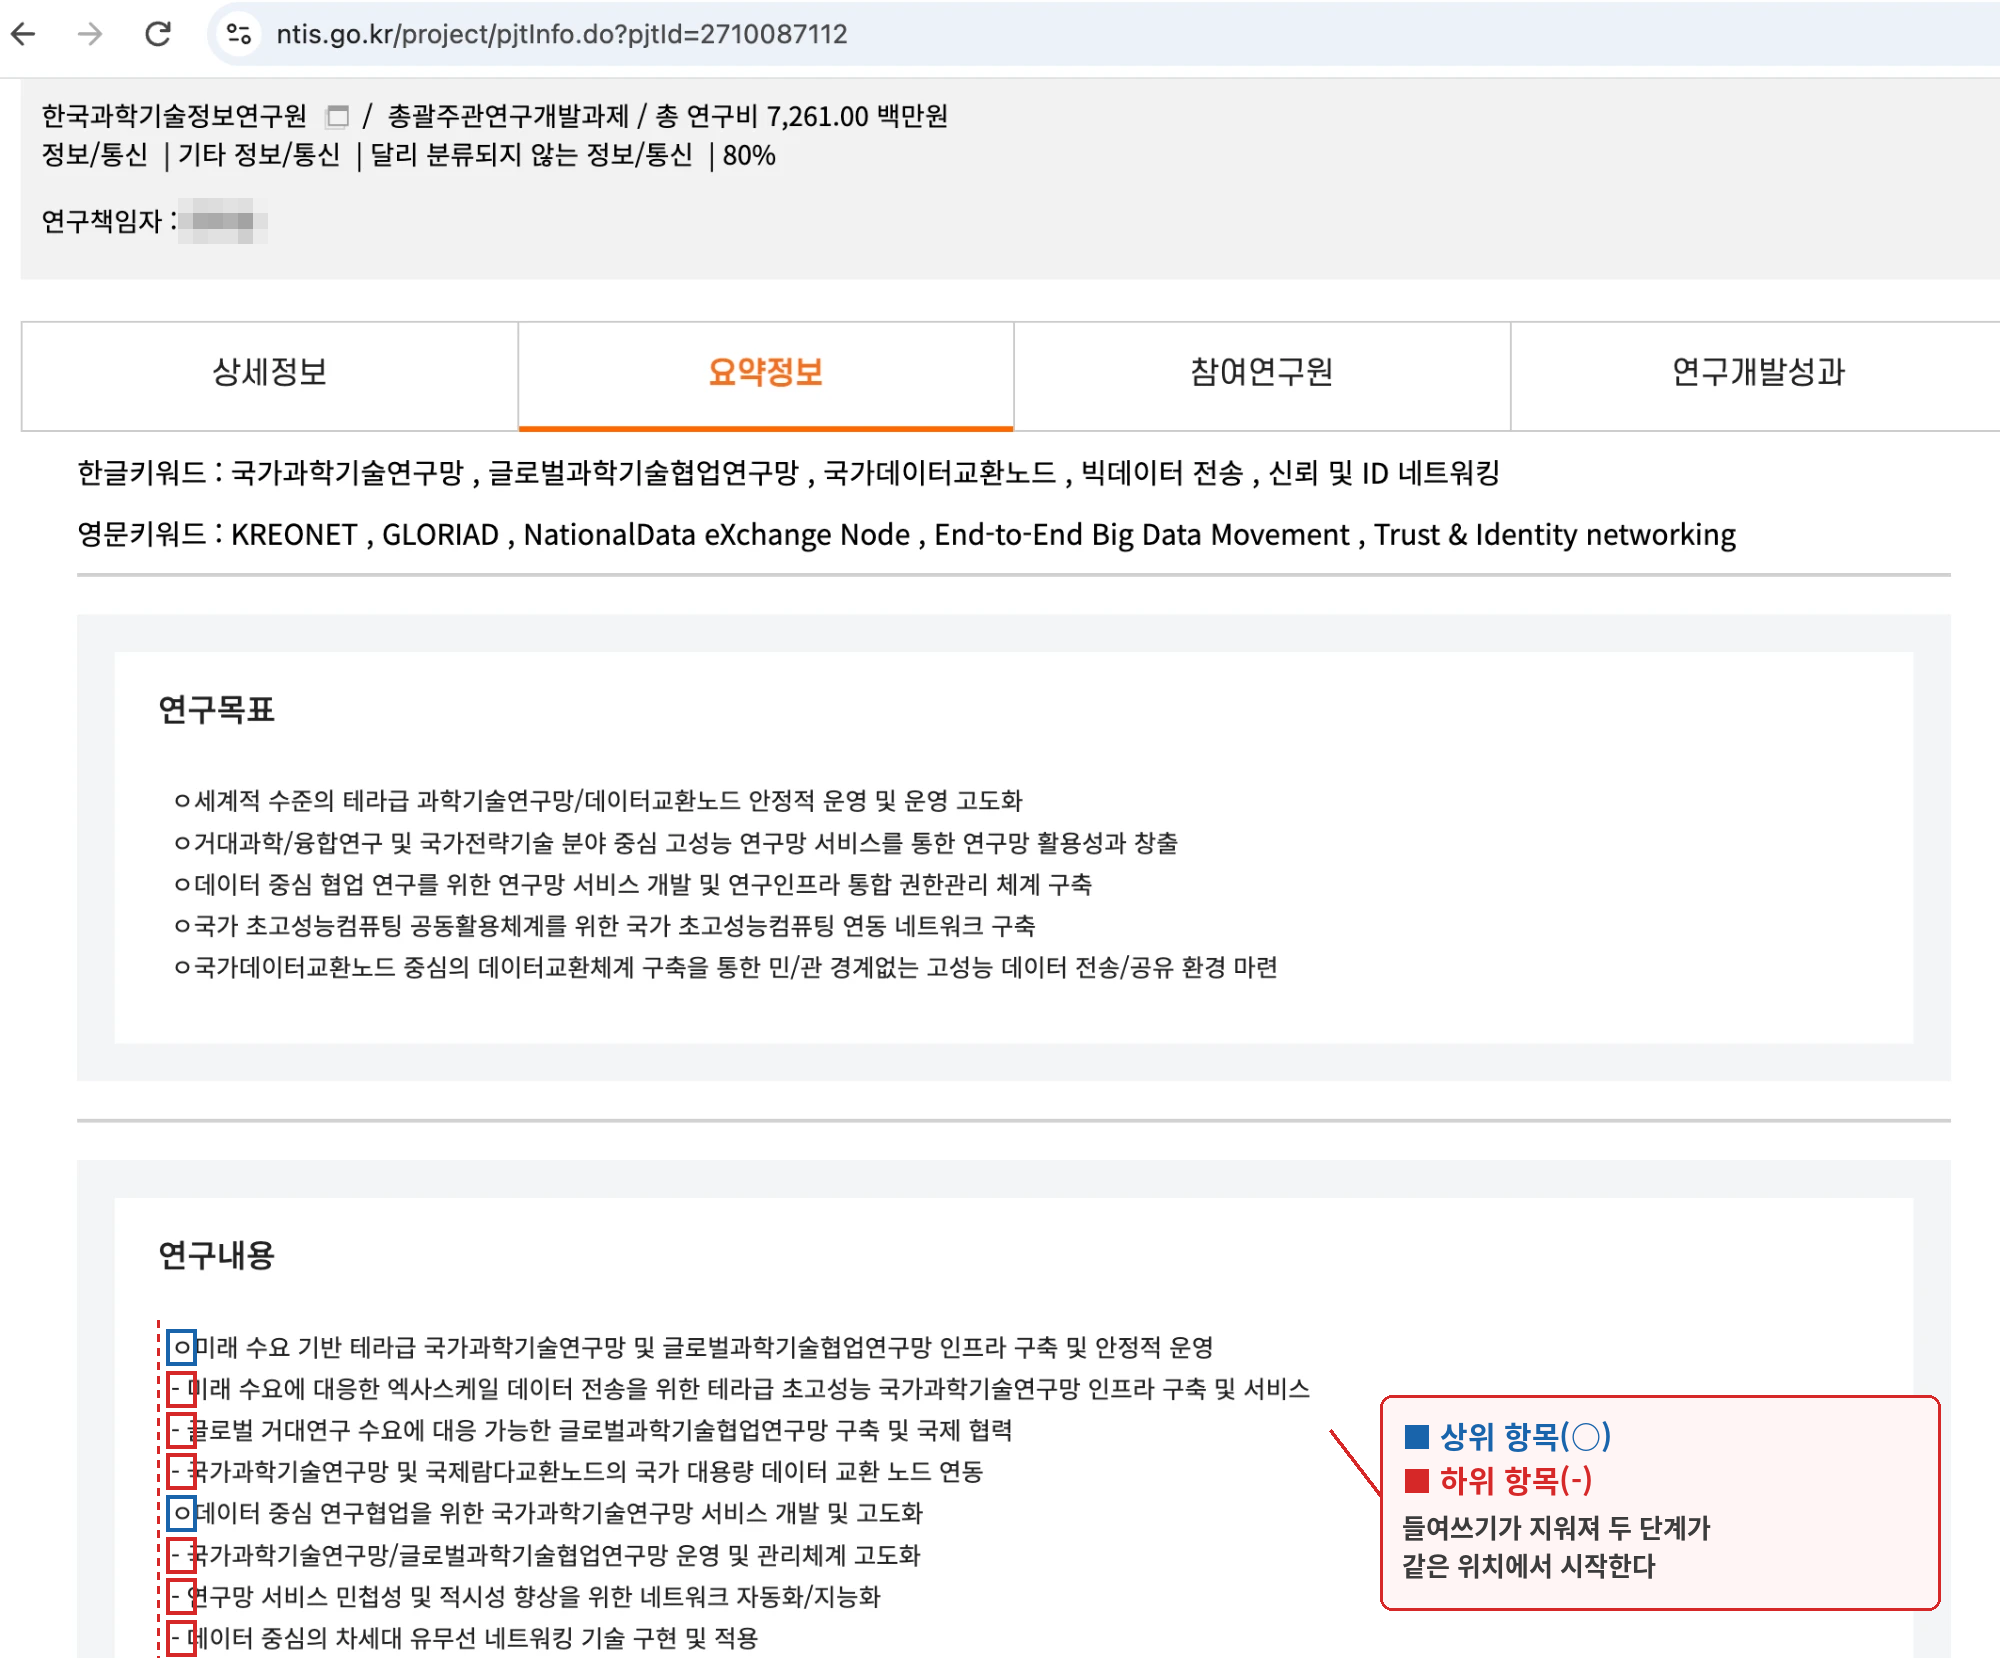 ntis.go.kr/project/pjtInfo.do?pjtId=2710087112
한국과학기술정보연구원 / 총괄주관연구개발과제 / 총 연구비 7,261.00 백만원
정보/통신 | 기타 정보/통신 | 달리 분류되지 않는 정보/통신 | 80%
연구책임자 :
상세정보
요약정보
참여연구원
연구개발성과
한글키워드 : 국가과학기술연구망 , 글로벌과학기술협업연구망 , 국가데이터교환노드 , 빅데이터 전송 , 신뢰 및 ID 네트워킹
영문키워드 : KREONET , GLORIAD , NationalData eXchange Node , End-to-End Big Data Movement , Trust & Identity networking
연구목표
ㅇ세계적 수준의 테라급 과학기술연구망/데이터교환노드 안정적 운영 및 운영 고도화
ㅇ거대과학/융합연구 및 국가전략기술 분야 중심 고성능 연구망 서비스를 통한 연구망 활용성과 창출
ㅇ데이터 중심 협업 연구를 위한 연구망 서비스 개발 및 연구인프라 통합 권한관리 체계 구축
ㅇ국가 초고성능컴퓨팅 공동활용체계를 위한 국가 초고성능컴퓨팅 연동 네트워크 구축
ㅇ국가데이터교환노드 중심의 데이터교환체계 구축을 통한 민/관 경계없는 고성능 데이터 전송/공유 환경 마련
연구내용
ㅇ미래 수요 기반 테라급 국가과학기술연구망 및 글로벌과학기술협업연구망 인프라 구축 및 안정적 운영
- 미래 수요에 대응한 엑사스케일 데이터 전송을 위한 테라급 초고성능 국가과학기술연구망 인프라 구축 및 서비스
- 글로벌 거대연구 수요에 대응 가능한 글로벌과학기술협업연구망 구축 및 국제 협력
- 국가과학기술연구망 및 국제람다교환노드의 국가 대용량 데이터 교환 노드 연동
ㅇ데이터 중심 연구협업을 위한 국가과학기술연구망 서비스 개발 및 고도화
- 국가과학기술연구망/글로벌과학기술협업연구망 운영 및 관리체계 고도화
- 연구망 서비스 민첩성 및 적시성 향상을 위한 네트워크 자동화/지능화
- 데이터 중심의 차세대 유무선 네트워킹 기술 구현 및 적용
■ 상위 항목(○)
■ 하위 항목(-)
들여쓰기가 지워져 두 단계가
같은 위치에서 시작한다